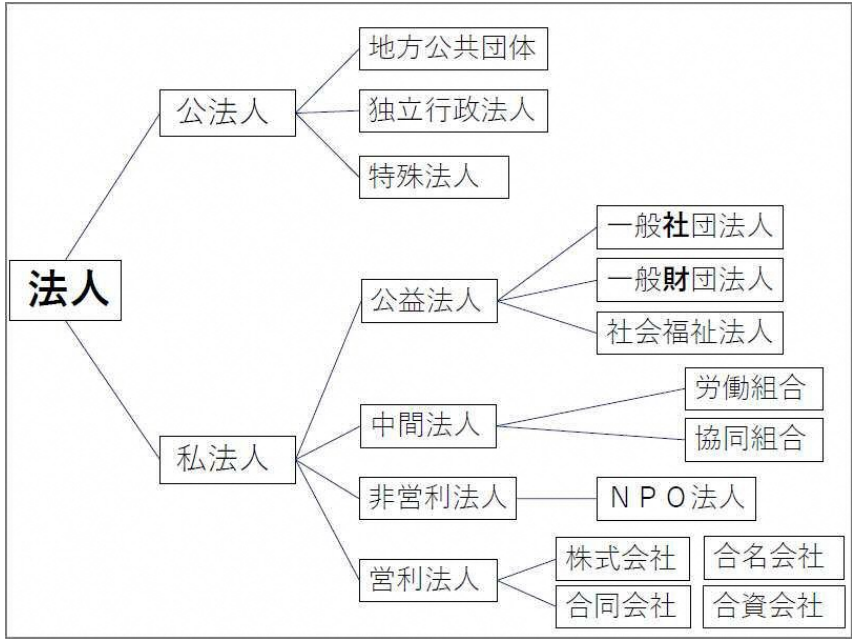 法人
公法人
地方公共団体
独立行政法人
特殊法人
私法人
公益法人
一般社団法人
一般財団法人
社会福祉法人
中間法人
労働組合
協同組合
非営利法人
ＮＰＯ法人
営利法人
株式会社 合名会社
合同会社 合資会社